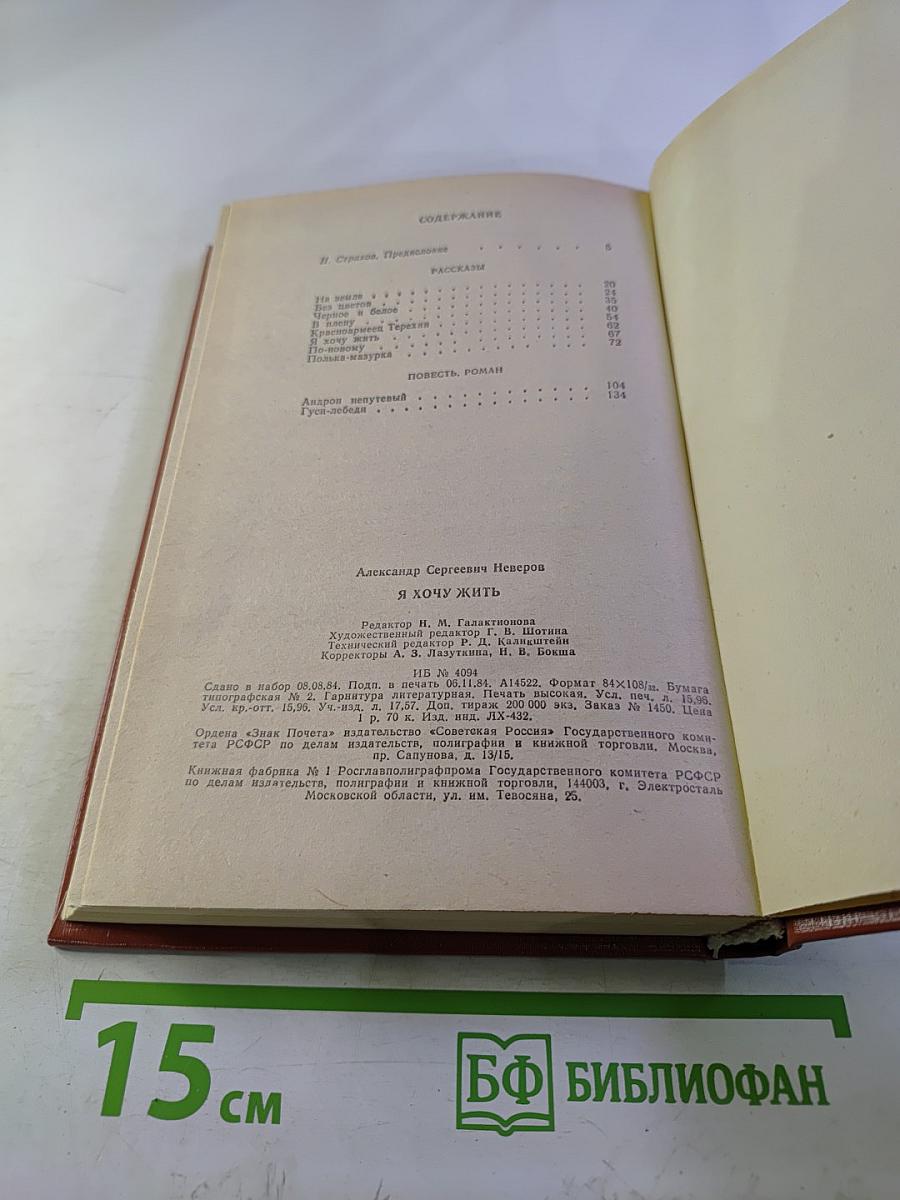 СОДЕРЖАНИЕ
Н. Страхов. Предисловие . . . . . . 5
РАССКАЗЫ
На земле . . . . . . . . . . . . 20
Без цветов . . . . . . . . . . . . 24
Черное и белое . . . . . . . . . . . 35
В плену . . . . . . . . . . . . 40
Красноармеец Терехин . . . . . . . . . 54
Я хочу жить . . . . . . . . . . . 62
По-новому . . . . . . . . . . . . 67
Полька-мазурка . . . . . . . . . . . 72
ПОВЕСТЬ. РОМАН
Андрон непутевый . . . . . . . . . . . 104
Гуси-лебеди . . . . . . . . . . . . . 134
Александр Сергеевич Неверов
Я ХОЧУ ЖИТЬ
Редактор Н. М. Галактионова
Художественный редактор Г. В. Шотина
Технический редактор Р. Д. Каликштейн
Корректоры А. З. Лазуткина, Н. В. Бокша
ИБ № 4094
Сдано в набор 08.08.84. Подп. в печать 06.11.84. А14522. Формат 84×108/32. Бумага
типографская № 2. Гарнитура литературная. Печать высокая. Усл. печ. л. 15,96.
Усл. кр.-отт. 15,96. Уч.-изд. л. 17,57. Доп. тираж 200 000 экз. Заказ № 1450. Цена
1 р. 70 к. Изд. инд. ЛХ-432.
Ордена «Знак Почета» издательство «Советская Россия» Государственного коми-
тета РСФСР по делам издательств, полиграфии и книжной торговли. Москва,
пр. Сапунова, д. 13/15.
Книжная фабрика № 1 Росглавполиграфпрома Государственного комитета РСФСР
по делам издательств, полиграфии и книжной торговли, 144003, г. Электросталь
Московской области, ул. им. Тевосяна, 25.
15 см
БФ БИБЛИОФАН